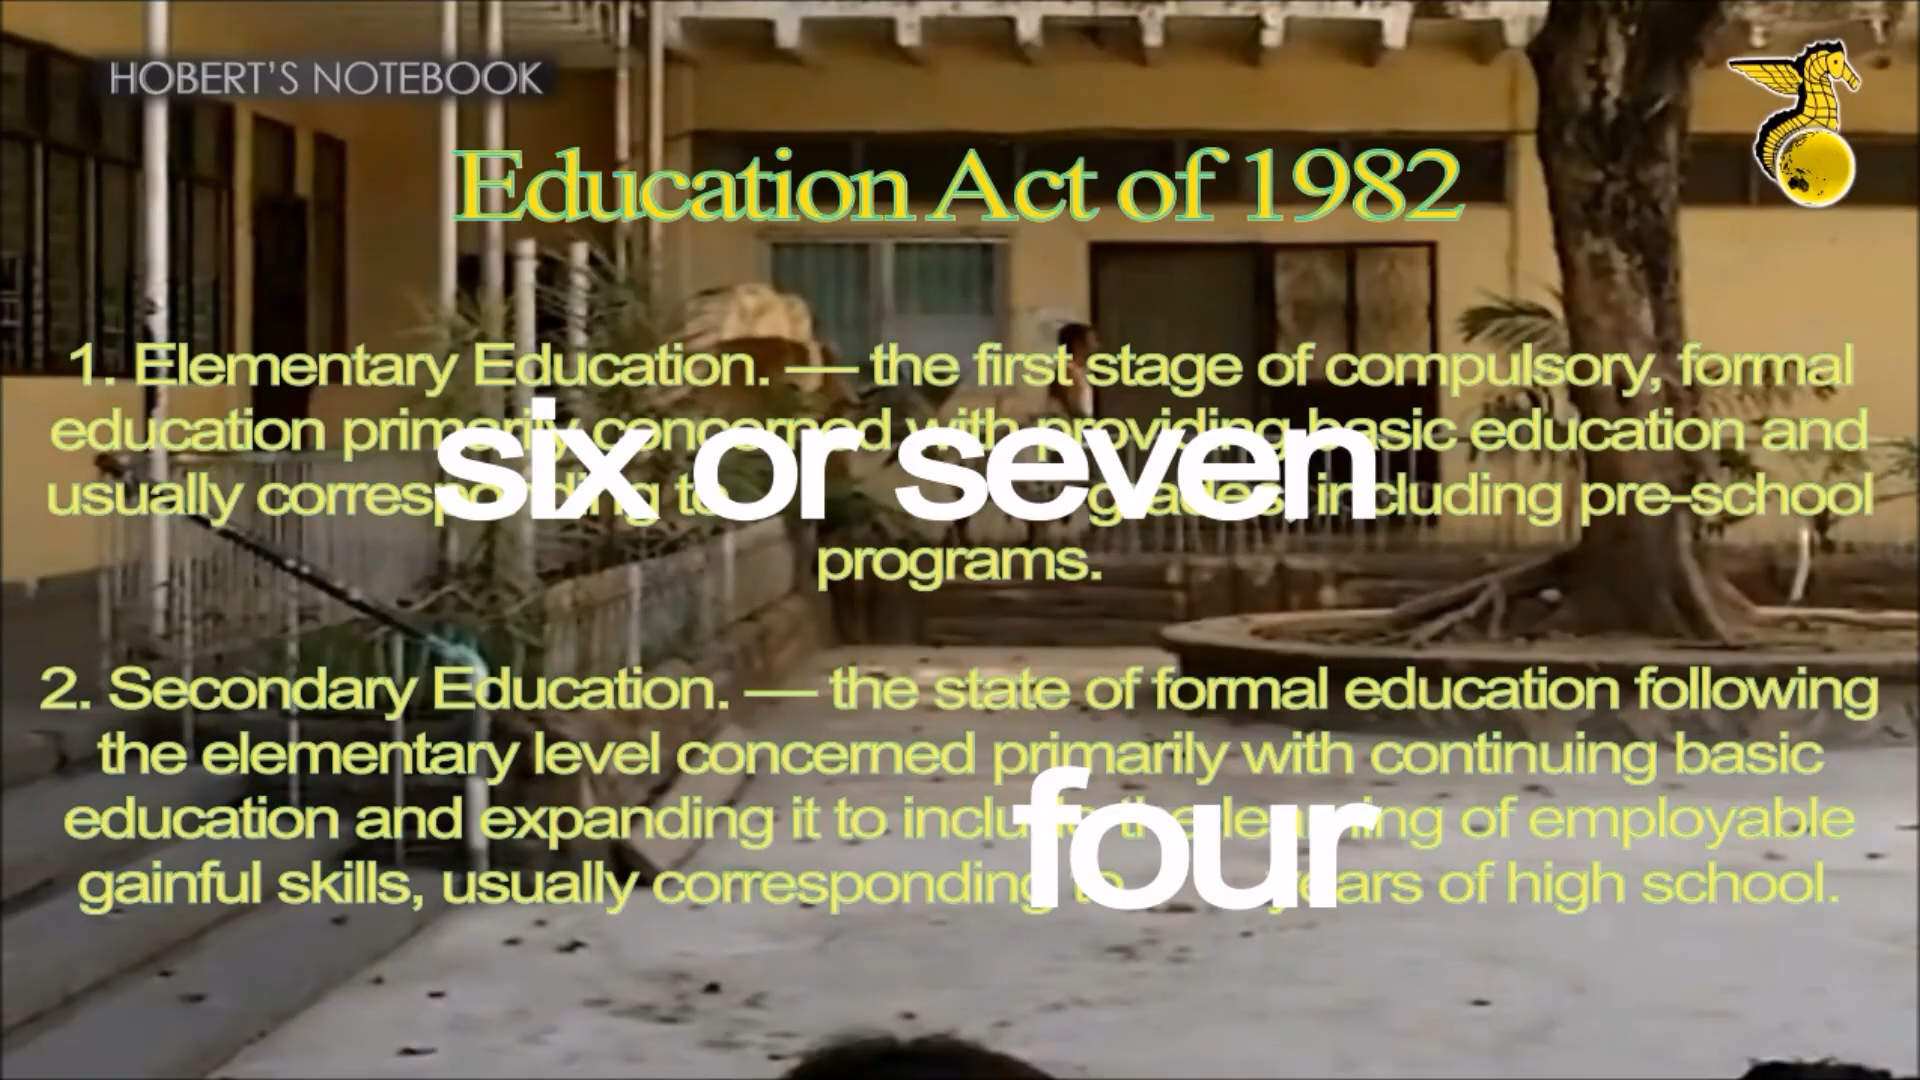 HOBERT'S NOTEBOOK
Education Act of 1982
1. Elementary Education. — the first stage of compulsory, formal
education primarily concerned with providing basic education and
six or seven
usually corresponding to grades, including pre-school
programs.
2. Secondary Education. — the state of formal education following
the elementary level concerned primarily with continuing basic
education and expanding it to include the learning of employable
four
gainful skills, usually corresponding to years of high school.